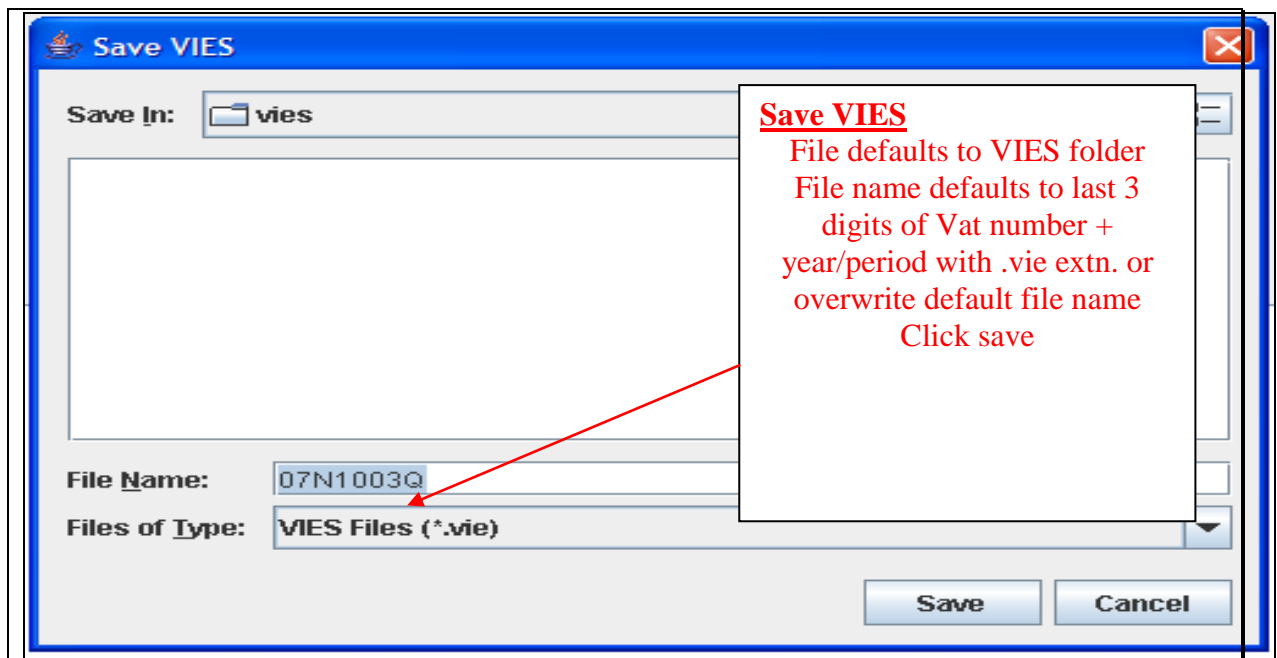 Save VIES
Save In: vies
Save VIES
File defaults to VIES folder
File name defaults to last 3
digits of Vat number +
year/period with .vie extn. or
overwrite default file name
Click save
File Name: 07N1003Q
Files of Type: VIES Files (*.vie)
Save Cancel